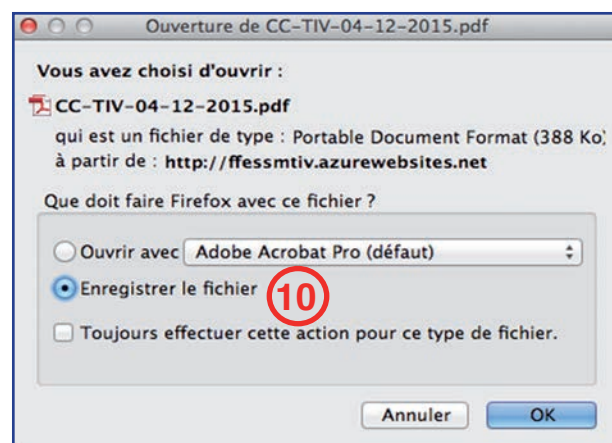 Ouverture de CC-TIV-04-12-2015.pdf
Vous avez choisi d'ouvrir :
CC-TIV-04-12-2015.pdf
qui est un fichier de type : Portable Document Format (388 Ko)
à partir de : http://ffessmtiv.azurewebsites.net
Que doit faire Firefox avec ce fichier ?
Ouvrir avec Adobe Acrobat Pro (défaut)
Enregistrer le fichier 10
Toujours effectuer cette action pour ce type de fichier.
Annuler OK